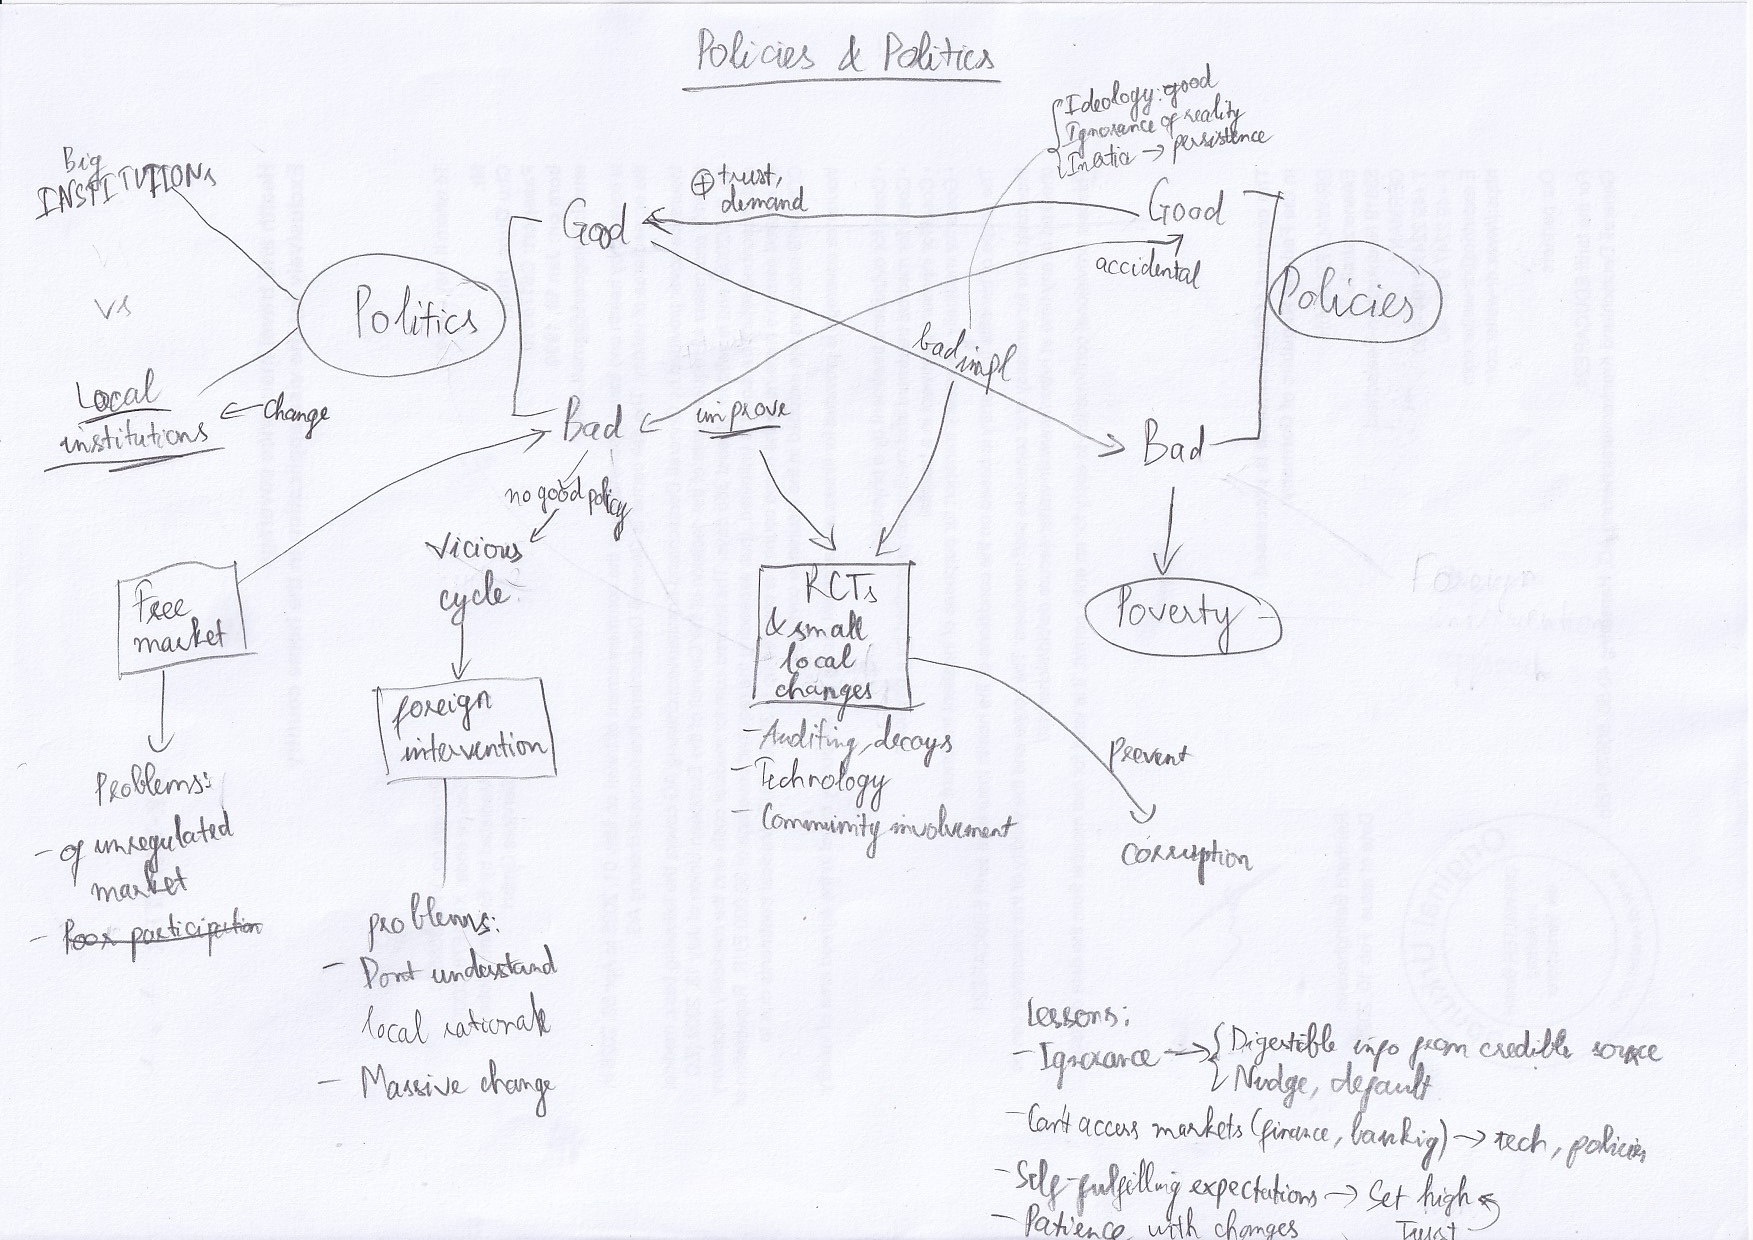 Policies & Politics
Ideology: good
Ignorance of reality
Inertia → persistence
Big
INSTITUTIONs
vs
Local
institutions
← change
Politics
Good
Bad
⊕ trust,
demand
Good
accidental
Policies
bad impl
improve
Bad
no good policy
Vicious
cycle
Free
market
Problems:
- of unregulated
market
- Poor participation
foreign
intervention
problems:
- Dont understand
local rationale
- Massive change
RCTs
& small
local
changes
- Auditing, decoys
- Technology
- Community involvement
prevent
corruption
Poverty
Foreign
Lessons:
- Ignorance → Digestible info from credible source
Nudge, default
- Can't access markets (finance, bankig) → tech, policies
- Self-fulfilling expectations → Set high
- Patience, with changes
Trust